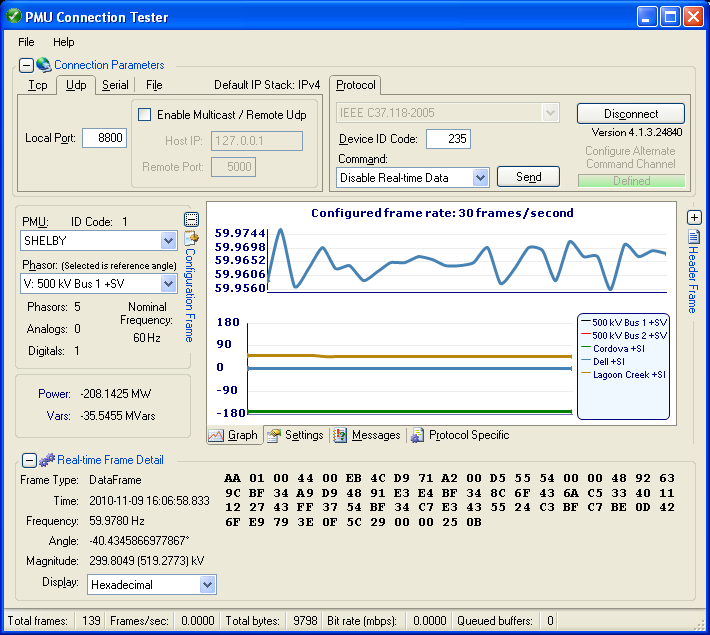 PMU Connection Tester
File Help
Connection Parameters
Tcp Udp Serial File Default IP Stack: IPv4
Local Port: 8800
Enable Multicast / Remote Udp
Host IP: 127.0.0.1
Remote Port: 5000
Protocol
IEEE C37.118-2005
Device ID Code: 235
Command:
Disable Real-time Data
Send
Disconnect
Version 4.1.3.24840
Configure Alternate
Command Channel
Defined
PMU: ID Code: 1
SHELBY
Phasor: (Selected is reference angle)
V: 500 kV Bus 1 +SV
Phasors: 5
Analogs: 0
Digitals: 1
Nominal
Frequency:
60 Hz
Power: -208.1425 MW
Vars: -35.5455 MVars
Configuration Frame
Configured frame rate: 30 frames/second
59.9744
59.9698
59.9652
59.9606
59.9560
180
90
0
-90
-180
500 kV Bus 1 +SV
500 kV Bus 2 +SV
Cordova +SI
Dell +SI
Lagoon Creek +SI
Header Frame
Graph Settings Messages Protocol Specific
Real-time Frame Detail
Frame Type: DataFrame
Time: 2010-11-09 16:06:58.833
Frequency: 59.9780 Hz
Angle: -40.4345866977867°
Magnitude: 299.8049 (519.2773) kV
Display: Hexadecimal
AA 01 00 44 00 EB 4C D9 71 A2 00 D5 55 54 00 00 48 92 63
9C BF 34 A9 D9 48 91 E3 E4 BF 34 8C 6F 43 6A C5 33 40 11
12 27 43 FF 37 54 BF 34 C7 E3 43 55 24 C3 BF C7 BE 0D 42
6F E9 79 3E 0F 5C 29 00 00 25 0B
Total frames: 139 Frames/sec: 0.0000 Total bytes: 9798 Bit rate (mbps): 0.0000 Queued buffers: 0